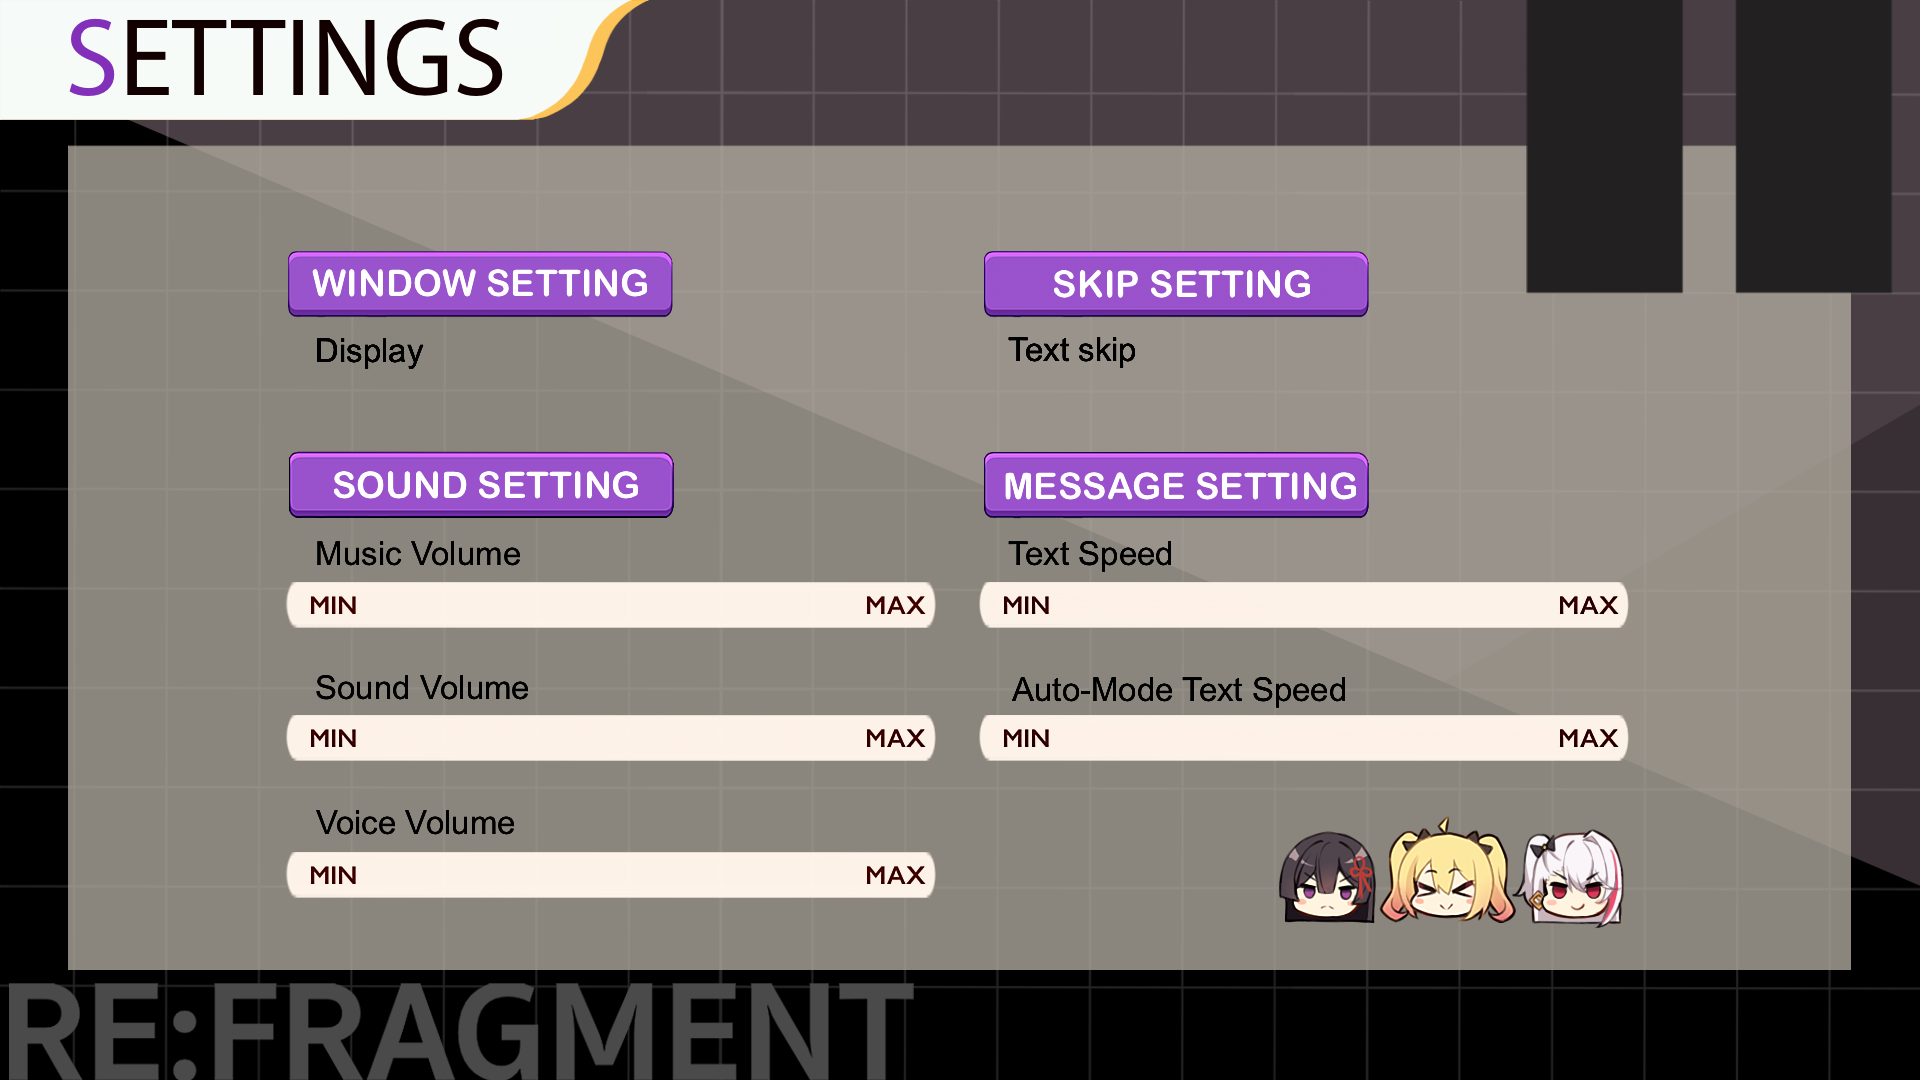 SETTINGS
WINDOW SETTING
Display
SKIP SETTING
Text skip
SOUND SETTING
Music Volume
MIN MAX
Sound Volume
MIN MAX
Voice Volume
MIN MAX
MESSAGE SETTING
Text Speed
MIN MAX
Auto-Mode Text Speed
MIN MAX
RE:FRAGMENT